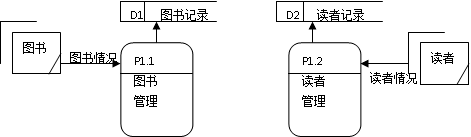 D1 图书记录
D2 读者记录
图书
图书情况
P1.1
图书
管理
P1.2
读者
管理
读者情况
读者